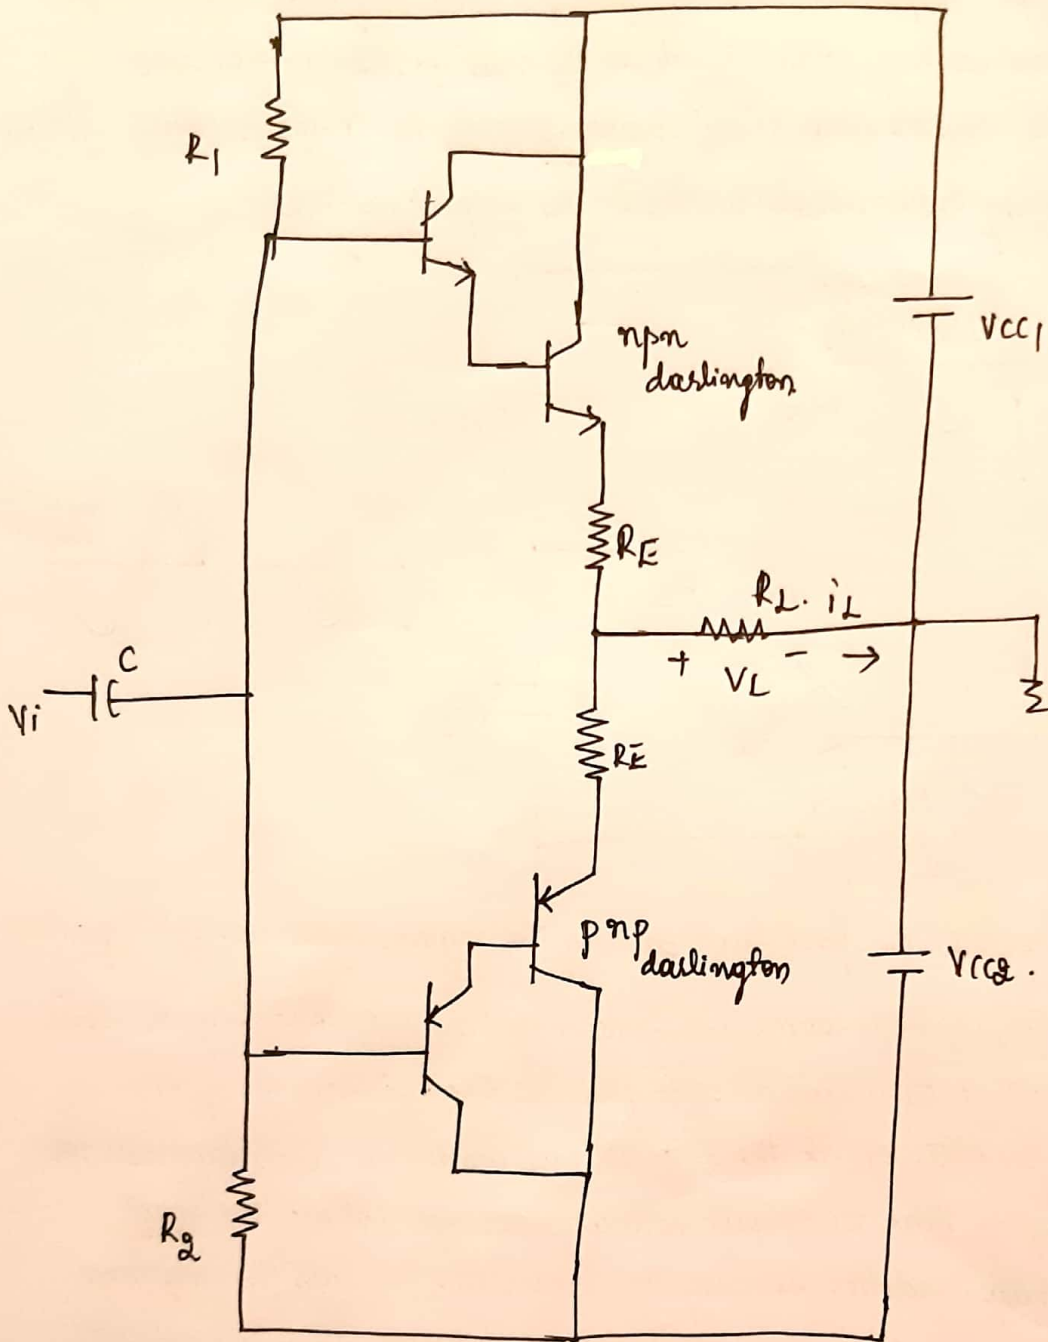 R1
npn
darlington
VCC1
RE
RL. iL
+ VL - →
C
Vi
RE
pnp
darlington
VCC2.
R2